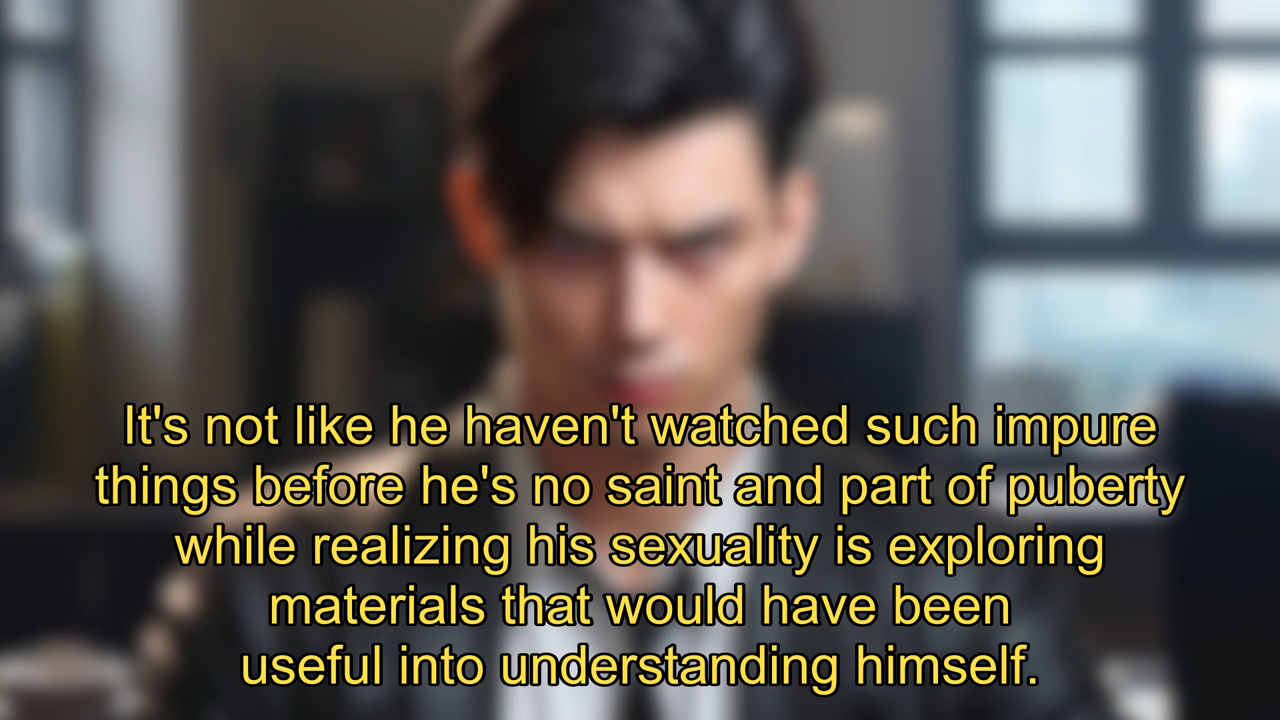 It's not like he haven't watched such impure
things before he's no saint and part of puberty
while realizing his sexuality is exploring
materials that would have been
useful into understanding himself.